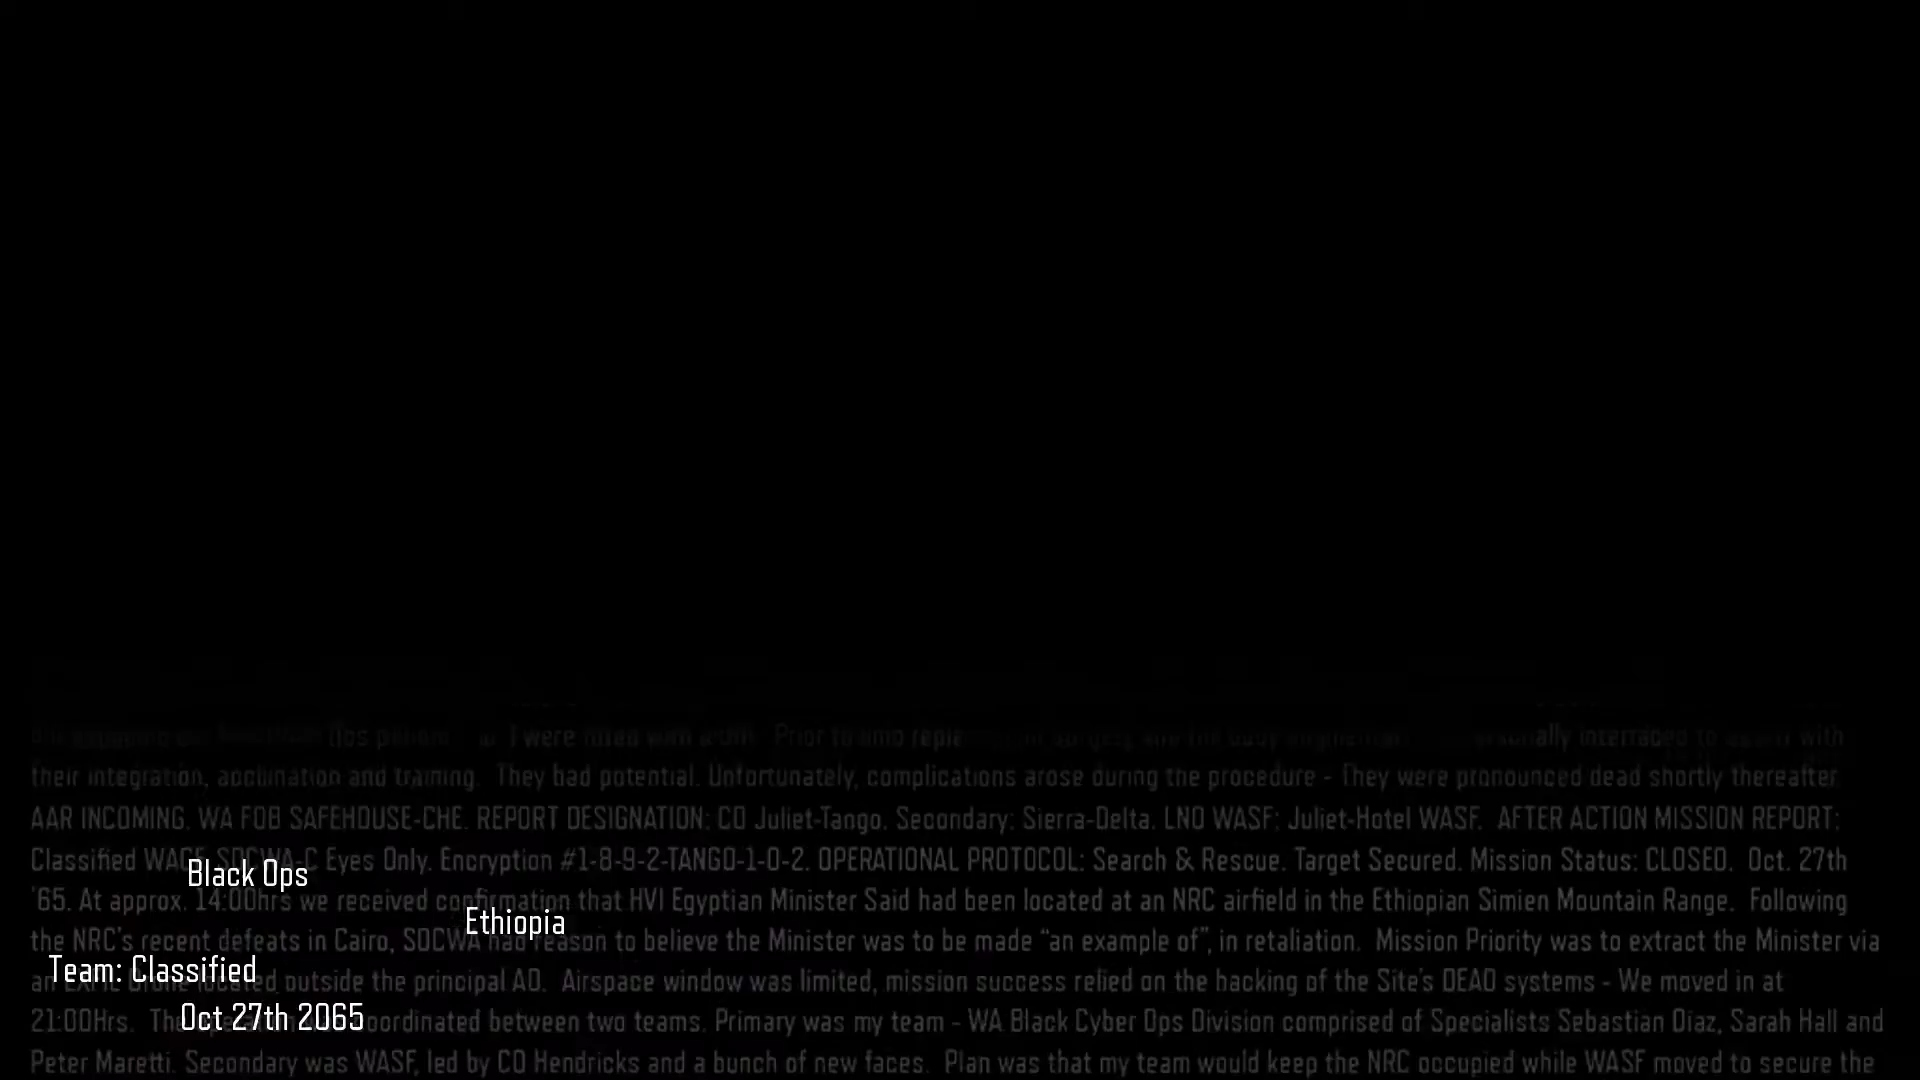 (los I were Prior to
their integration, acclimation and training. They had potential. Unfortunately, complications arose during the procedure - They were pronounced dead shortly thereafter.
AAR INCOMING. WA FOB SAFEHOUSE-CHE. REPORT DESIGNATION: CO Juliet-Tango. Secondary: Sierra-Delta. LNO WASF: Juliet-Hotel WASF. AFTER ACTION MISSION REPORT:
Classified Eyes Only. Encryption #1-8-9-2-TANGO-1-0-2. OPERATIONAL PROTOCOL: Search & Rescue. Target Secured. Mission Status: CLOSED. Oct. 27th
Black Ops
'65. At approx. 14:00hrs we received confirmation that HVI Egyptian Minister Said had been located at an NRC airfield in the Ethiopian Simien Mountain Range. Following
Ethiopia
the NRC's recent defeats in Cairo, SOCWA had reason to believe the Minister was to be made “an example of”, in retaliation. Mission Priority was to extract the Minister via
Team: Classified
an located outside the principal AO. Airspace window was limited, mission success relied on the hacking of the Site's DEAD systems - We moved in at
Oct 27th 2065
21:00Hrs. The coordinated between two teams. Primary was my team - WA Black Cyber Ops Division comprised of Specialists Sebastian Diaz, Sarah Hall and
Peter Maretti. Secondary was WASF, led by CO Hendricks and a bunch of new faces. Plan was that my team would keep the NRC occupied while WASF moved to secure the